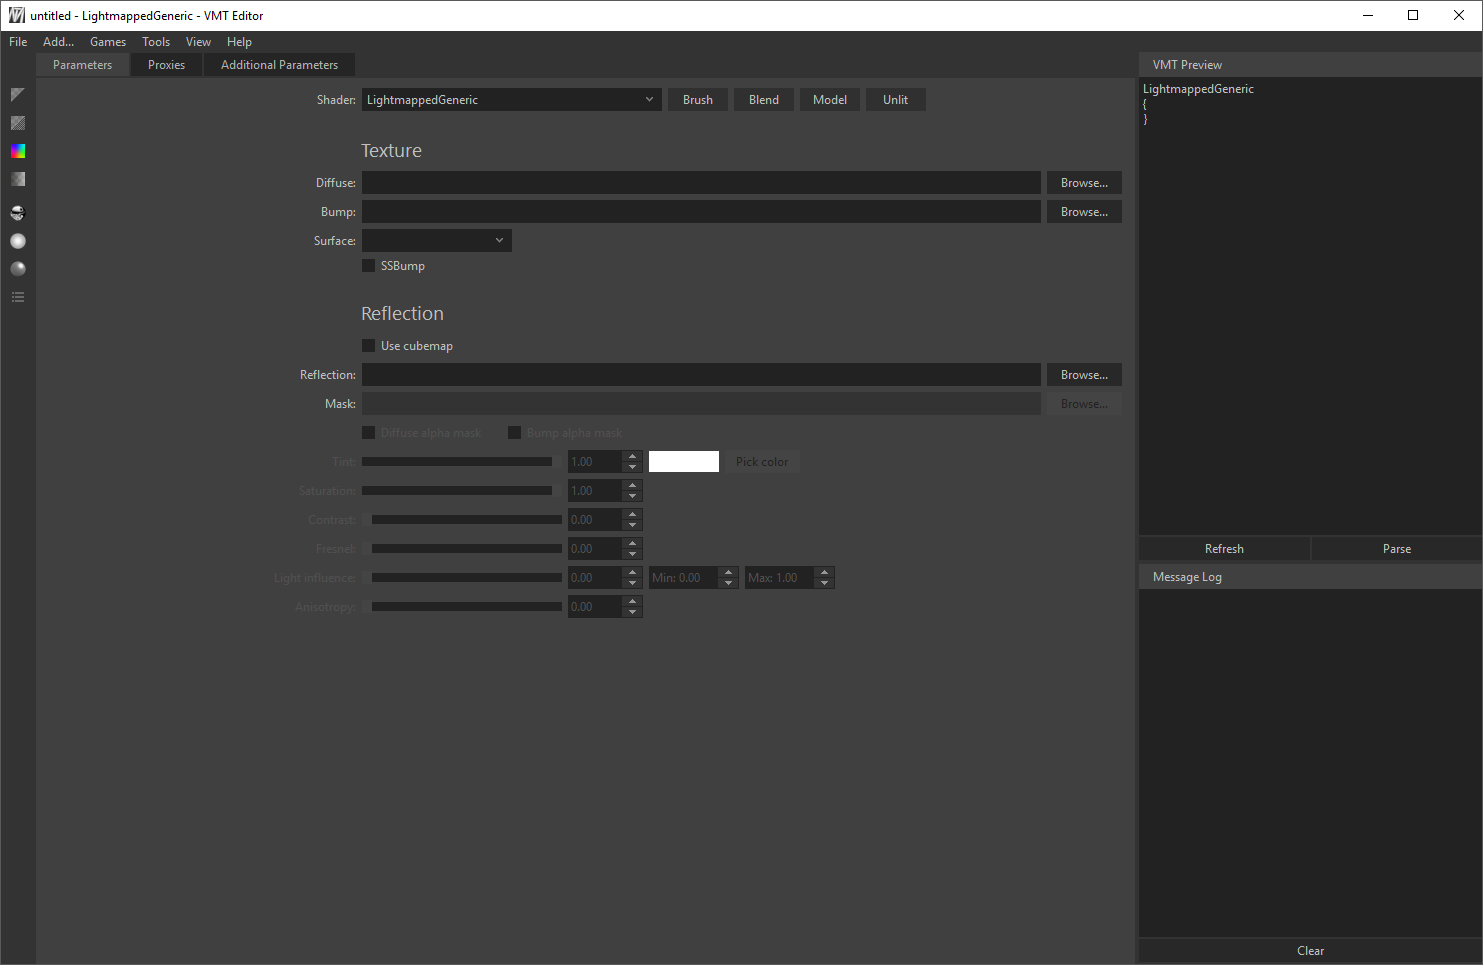 untitled - LightmappedGeneric - VMT Editor
File Add... Games Tools View Help
Parameters Proxies Additional Parameters
Shader: LightmappedGeneric Brush Blend Model Unlit
Texture
Diffuse: Browse...
Bump: Browse...
Surface:
SSBump
Reflection
Use cubemap
Reflection: Browse...
Mask: Browse...
Diffuse alpha mask Bump alpha mask
Tint: 1.00 Pick color
Saturation: 1.00
Contrast: 0.00
Fresnel: 0.00
Light influence: 0.00 Min: 0.00 Max: 1.00
Anisotropy: 0.00
VMT Preview
LightmappedGeneric
{
}
Refresh Parse
Message Log
Clear